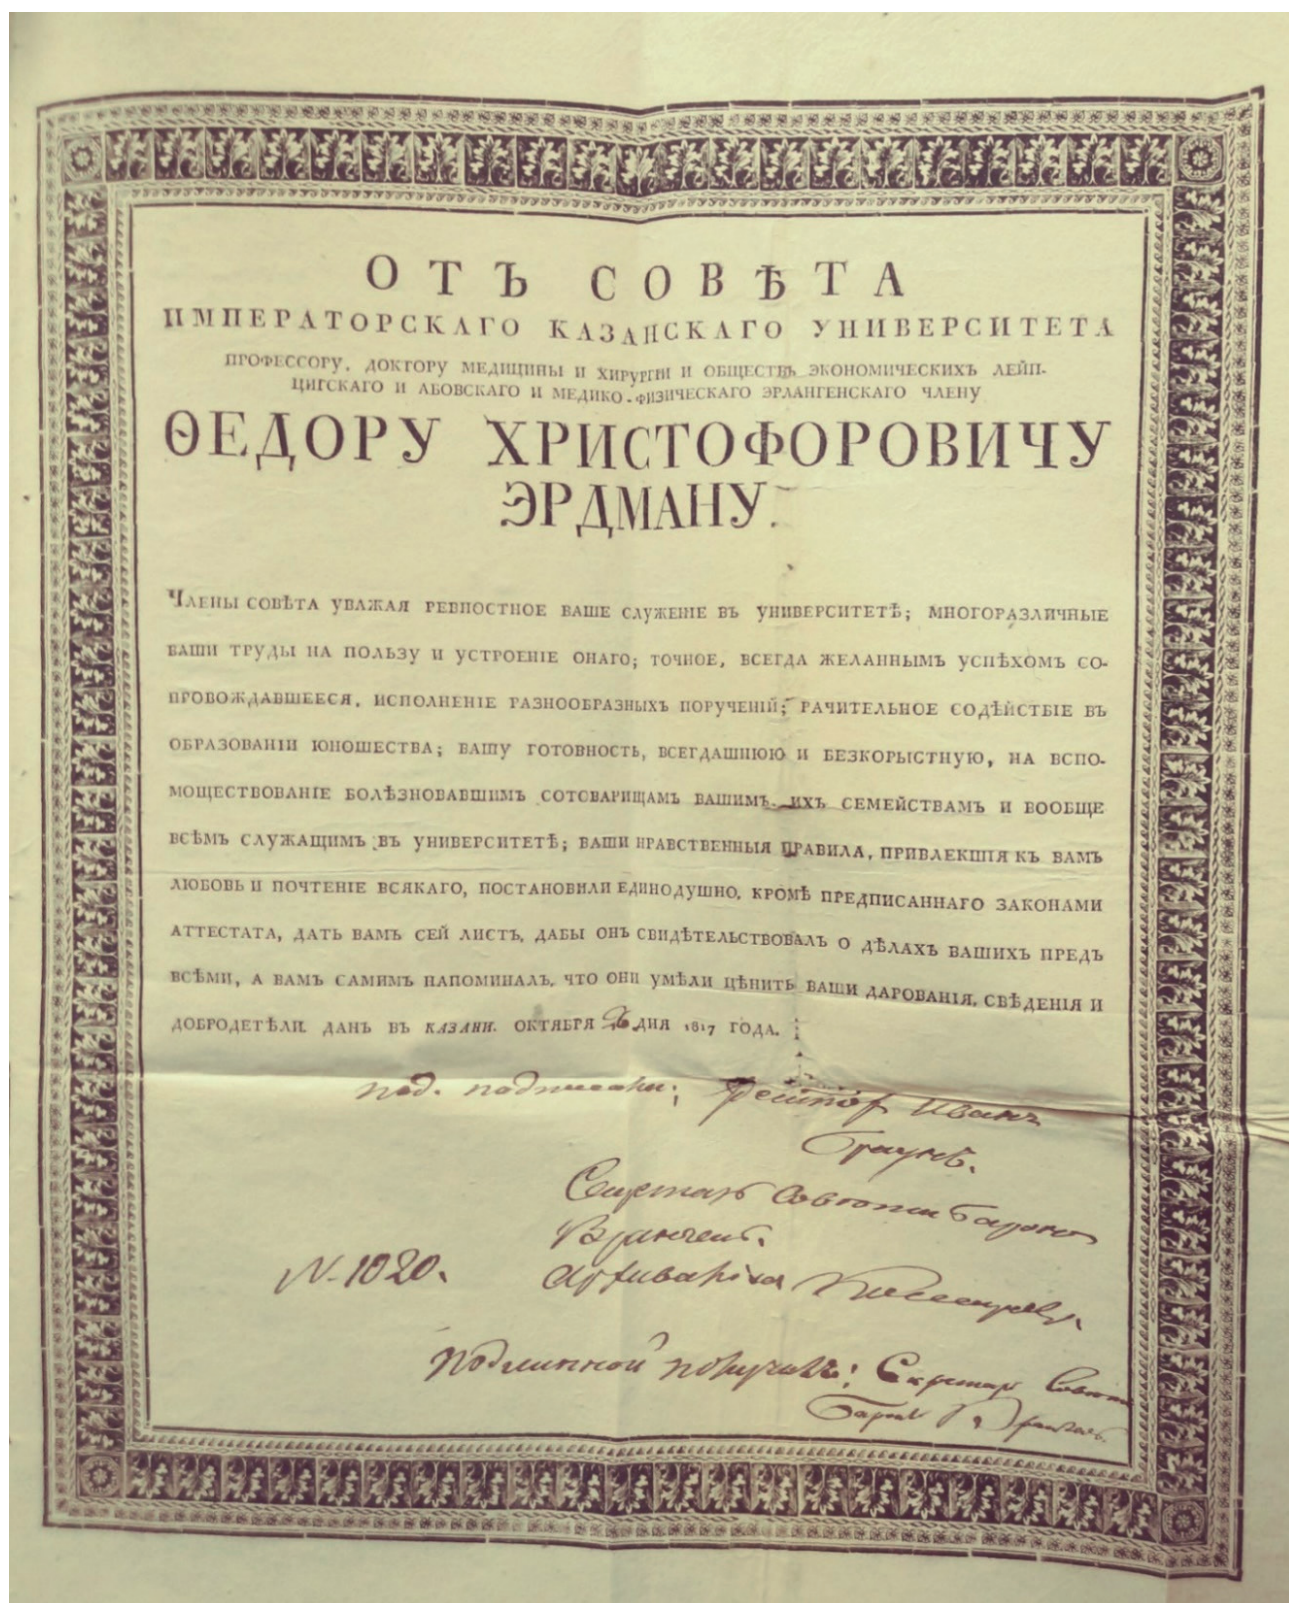 ОТЪ СОВѢТА
ИМПЕРАТОРСКАГО КАЗАНСКАГО УНИВЕРСИТЕТА
ПРОФЕССОРУ, ДОКТОРУ МЕДИЦИНЫ И ХИРУРГІИ И ОБЩЕСТВЪ ЭКОНОМИЧЕСКИХЪ ЛЕЙП-
ЦИГСКАГО И АБОВСКАГО И МЕДИКО-ФИЗИЧЕСКАГО ЭРЛАНГЕНСКАГО ЧЛЕНУ
ѲЕДОРУ ХРИСТОФОРОВИЧУ
ЭРДМАНУ.
ЧЛЕНЫ СОВѢТА УВАЖАЯ РЕВНОСТНОЕ ВАШЕ СЛУЖЕНІЕ ВЪ УНИВЕРСИТЕТѢ; МНОГОРАЗЛИЧНЫЕ
ВАШИ ТРУДЫ НА ПОЛЬЗУ И УСТРОЕНІЕ ОНАГО; ТОЧНОЕ, ВСЕГДА ЖЕЛАННЫМЪ УСПѢХОМЪ СО-
ПРОВОЖДАВШЕЕСЯ, ИСПОЛНЕНІЕ РАЗНООБРАЗНЫХЪ ПОРУЧЕНІЙ; РАЧИТЕЛЬНОЕ СОДѢЙСТВІЕ ВЪ
ОБРАЗОВАНІИ ЮНОШЕСТВА; ВАШУ ГОТОВНОСТЬ, ВСЕГДАШНЮЮ И БЕЗКОРЫСТНУЮ, НА ВСПО-
МОЩЕСТВОВАНІЕ БОЛѢЗНОВАВШИМЪ СОТОВАРИЩАМЪ ВАШИМЪ, ИХЪ СЕМЕЙСТВАМЪ И ВООБЩЕ
ВСѢМЪ СЛУЖАЩИМЪ ВЪ УНИВЕРСИТЕТѢ; ВАШИ НРАВСТВЕННЫЯ ПРАВИЛА, ПРИВЛЕКШІЯ КЪ ВАМЪ
ЛЮБОВЬ И ПОЧТЕНІЕ ВСЯКАГО, ПОСТАНОВИЛИ ЕДИНОДУШНО, КРОМѢ ПРЕДПИСАННАГО ЗАКОНАМИ
АТТЕСТАТА, ДАТЬ ВАМЪ СЕЙ ЛИСТЪ, ДАБЫ ОНЪ СВИДѢТЕЛЬСТВОВАЛЪ О ДѢЛАХЪ ВАШИХЪ ПРЕДЪ
ВСѢМИ, А ВАМЪ САМИМЪ НАПОМИНАЛЪ, ЧТО ОНИ УМѢЛИ ЦѢНИТЬ ВАШИ ДАРОВАНІЯ, СВѢДЕНІЯ И
ДОБРОДЕТѢЛИ. ДАНЪ ВЪ КАЗАНИ. ОКТЯБРЯ 26 ДНЯ 1817 ГОДА.
под. подписали: Ректоръ Иванъ
Браунъ.
Секретарь Совѣта Баронъ
Врангель.
N. 1020.
Архиваріусъ
Подлинной получилъ: Секретарь Совѣта
Баронъ Врангель.